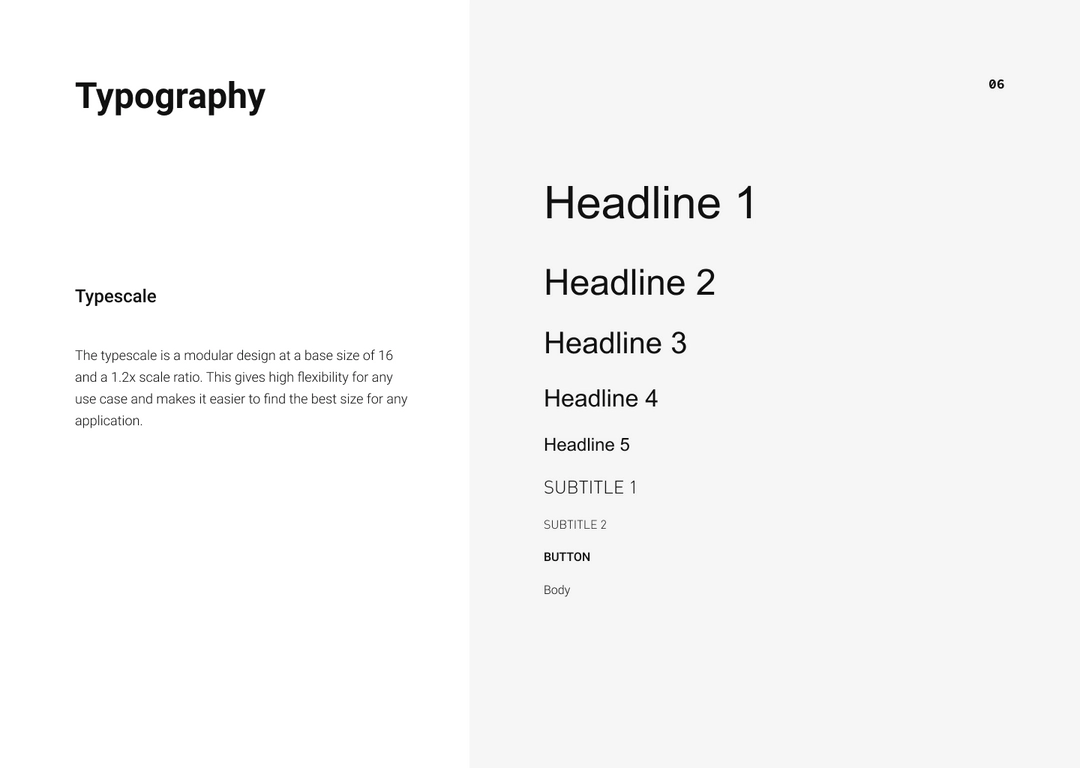 Typography
06
Typescale
The typescale is a modular design at a base size of 16
and a 1.2x scale ratio. This gives high flexibility for any
use case and makes it easier to find the best size for any
application.
Headline 1
Headline 2
Headline 3
Headline 4
Headline 5
SUBTITLE 1
SUBTITLE 2
BUTTON
Body